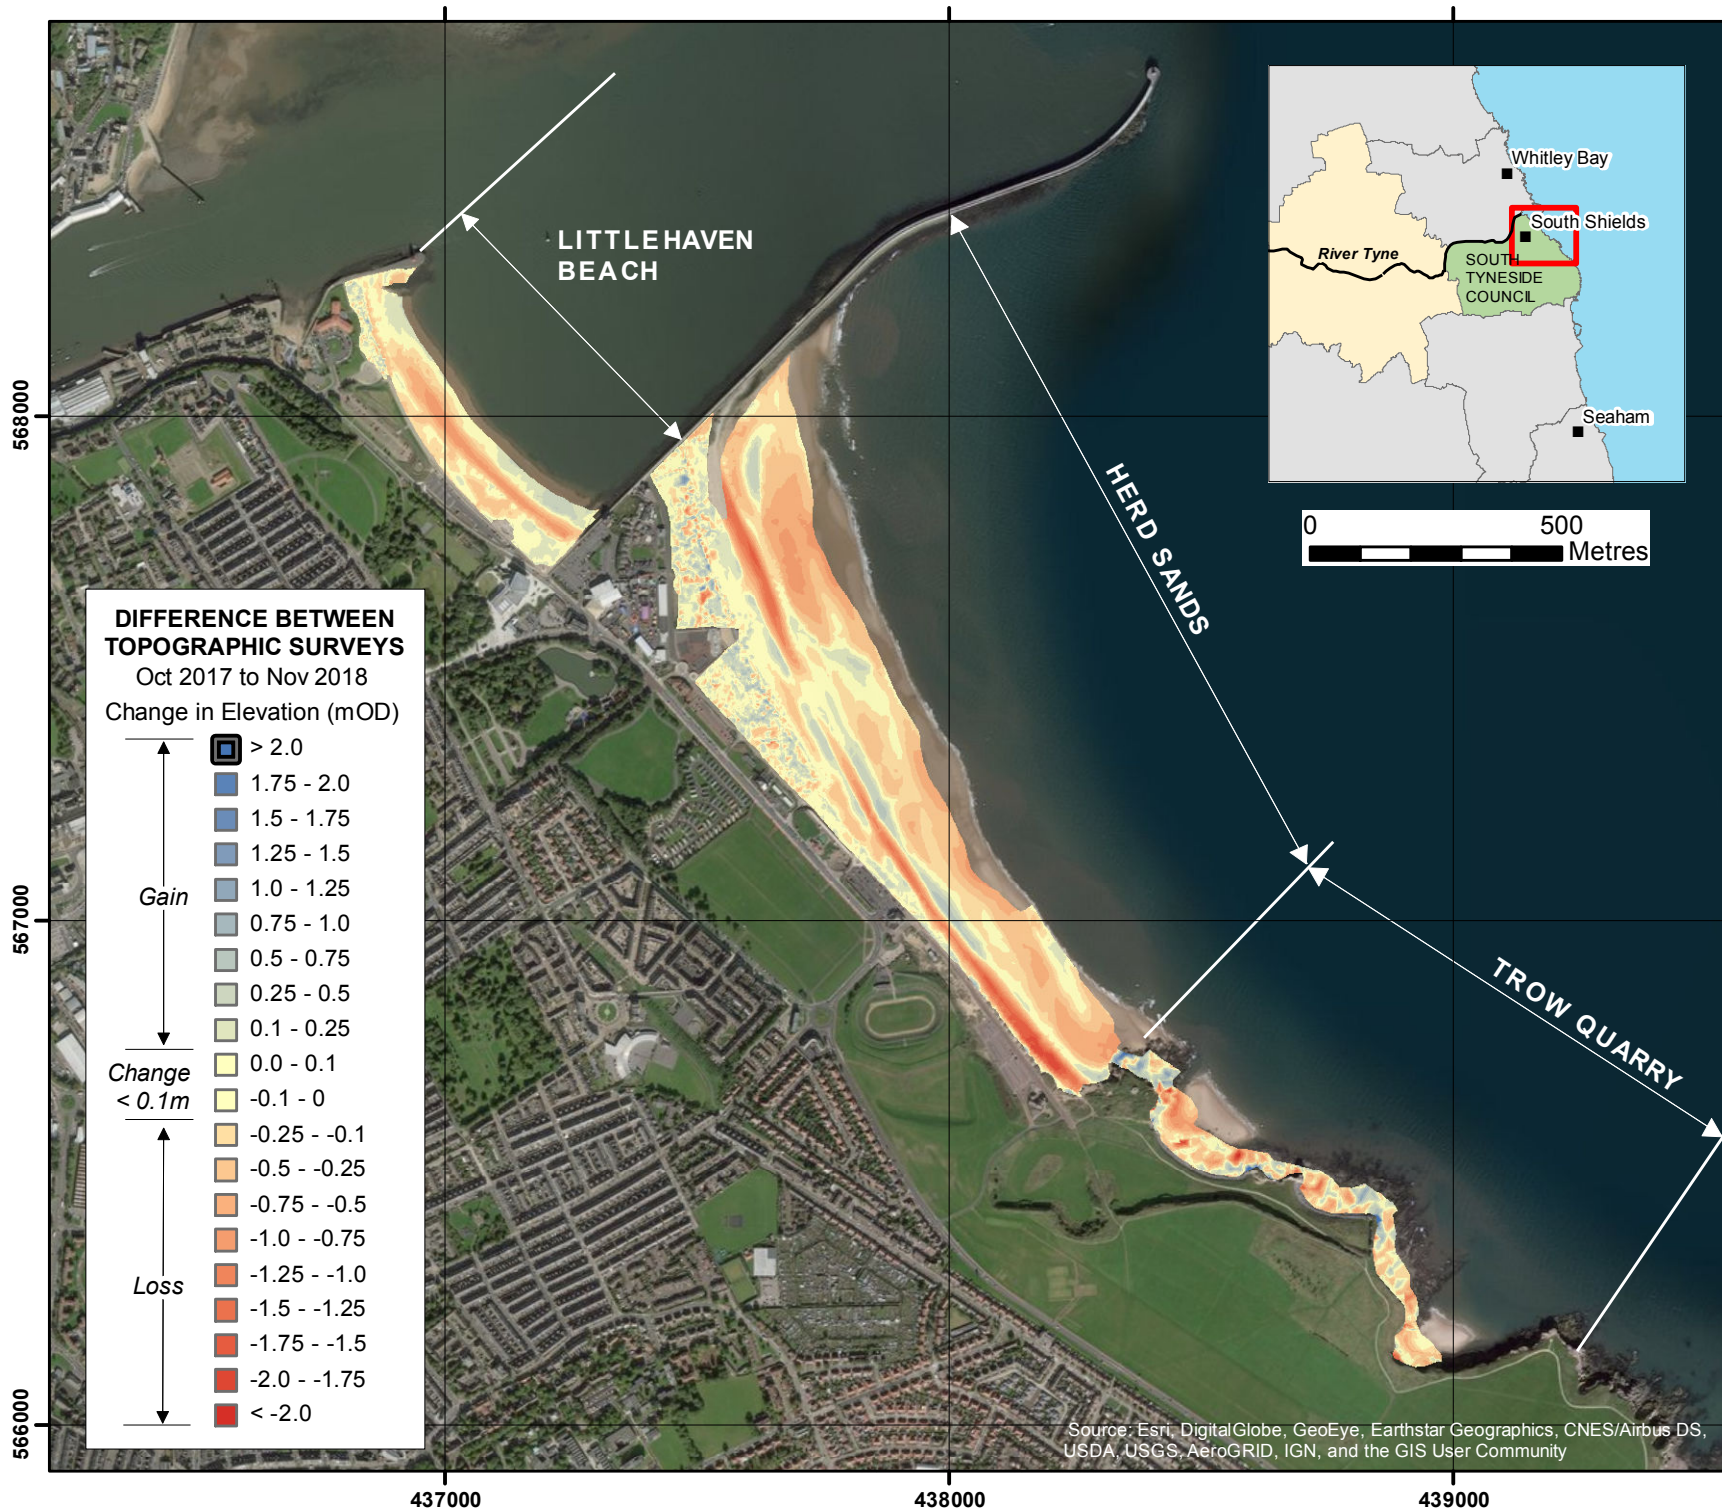 LITTLEHAVEN
BEACH
HERD SANDS
TROW QUARRY
Whitley Bay
South Shields
River Tyne
SOUTH
TYNESIDE
COUNCIL
Seaham
0 500
Metres
568000
567000
566000
437000 438000 439000
DIFFERENCE BETWEEN
TOPOGRAPHIC SURVEYS
Oct 2017 to Nov 2018
Change in Elevation (mOD)
> 2.0
1.75 - 2.0
1.5 - 1.75
1.25 - 1.5
1.0 - 1.25
Gain
0.75 - 1.0
0.5 - 0.75
0.25 - 0.5
0.1 - 0.25
0.0 - 0.1
Change
< 0.1m
-0.1 - 0
-0.25 - -0.1
-0.5 - -0.25
-0.75 - -0.5
-1.0 - -0.75
-1.25 - -1.0
Loss
-1.5 - -1.25
-1.75 - -1.5
-2.0 - -1.75
< -2.0
Source: Esri, DigitalGlobe, GeoEye, Earthstar Geographics, CNES/Airbus DS,
USDA, USGS, AeroGRID, IGN, and the GIS User Community